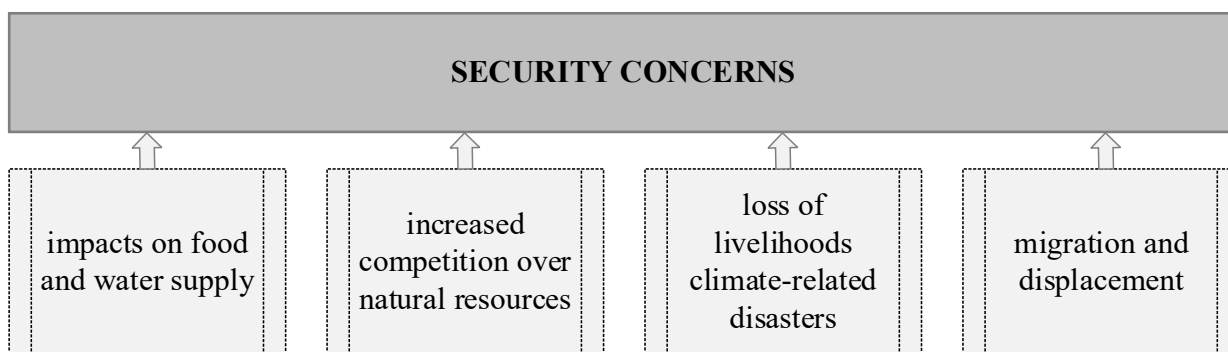 SECURITY CONCERNS
impacts on food
and water supply
increased
competition over
natural resources
loss of
livelihoods
climate-related
disasters
migration and
displacement